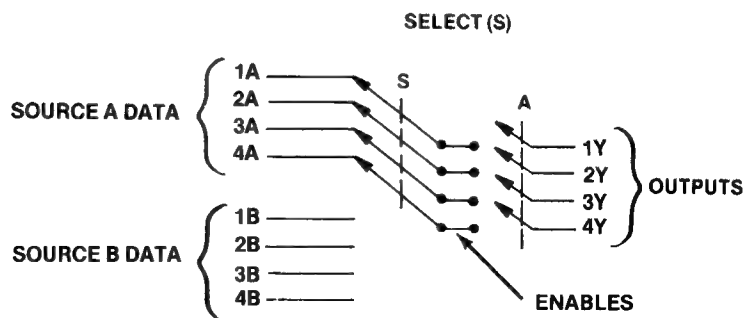 SELECT (S)
SOURCE A DATA
1A
2A
3A
4A
S
A
1Y
2Y
3Y
4Y
OUTPUTS
SOURCE B DATA
1B
2B
3B
4B
ENABLES